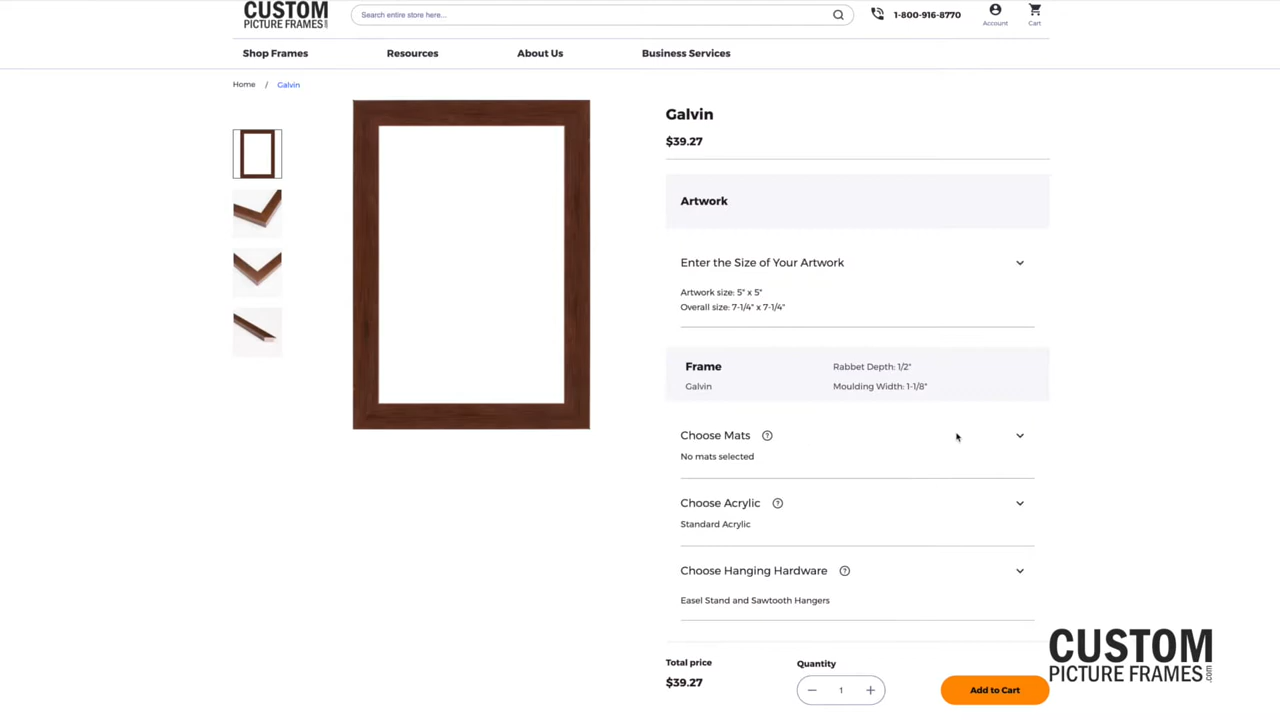 CUSTOM
PICTURE FRAMES
Search entire store here...
1-800-916-8770
Account
Cart
Shop Frames
Resources
About Us
Business Services
Home / Galvin
Galvin
$39.27
Artwork
Enter the Size of Your Artwork
Artwork size: 5" x 5"
Overall size: 7-1/4" x 7-1/4"
Frame
Rabbet Depth: 1/2"
Galvin
Moulding Width: 1-1/8"
Choose Mats ?
No mats selected
Choose Acrylic ?
Standard Acrylic
Choose Hanging Hardware ?
Easel Stand and Sawtooth Hangers
Total price
Quantity
$39.27
− 1 +
Add to Cart
CUSTOM
PICTURE FRAMES.com